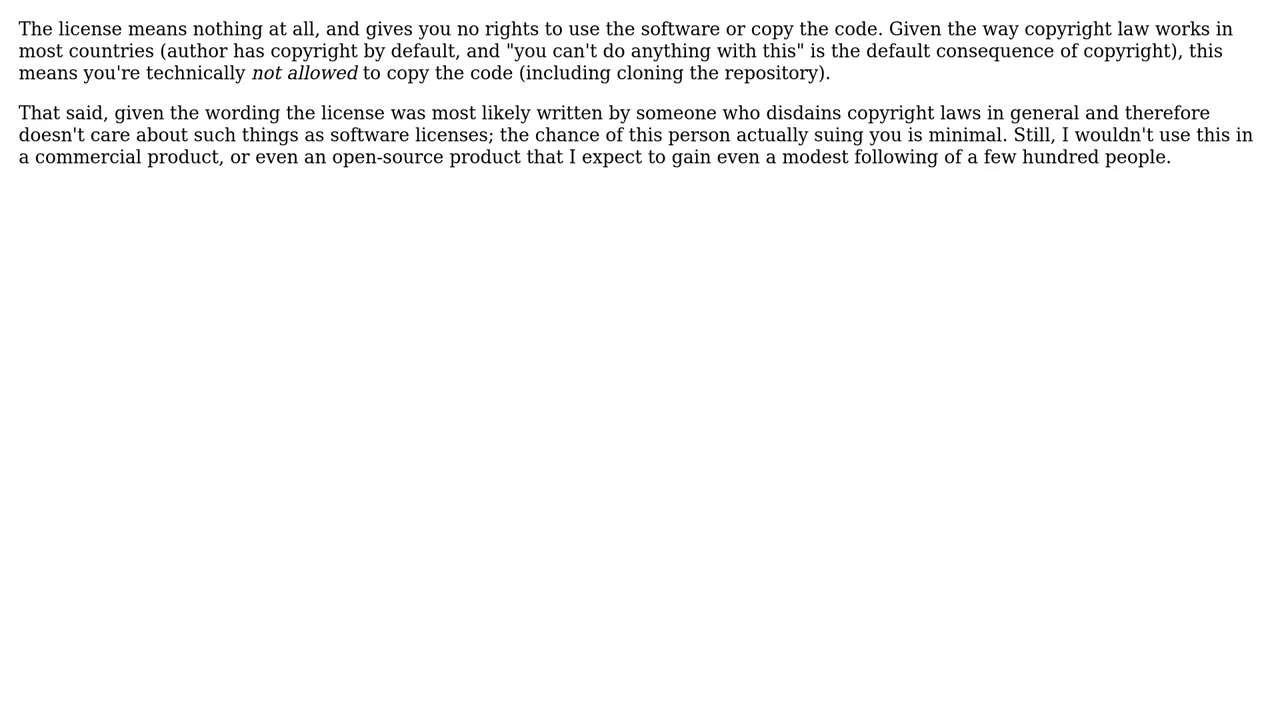 The license means nothing at all, and gives you no rights to use the software or copy the code. Given the way copyright law works in
most countries (author has copyright by default, and "you can't do anything with this" is the default consequence of copyright), this
means you're technically not allowed to copy the code (including cloning the repository).
That said, given the wording the license was most likely written by someone who disdains copyright laws in general and therefore
doesn't care about such things as software licenses; the chance of this person actually suing you is minimal. Still, I wouldn't use this in
a commercial product, or even an open-source product that I expect to gain even a modest following of a few hundred people.